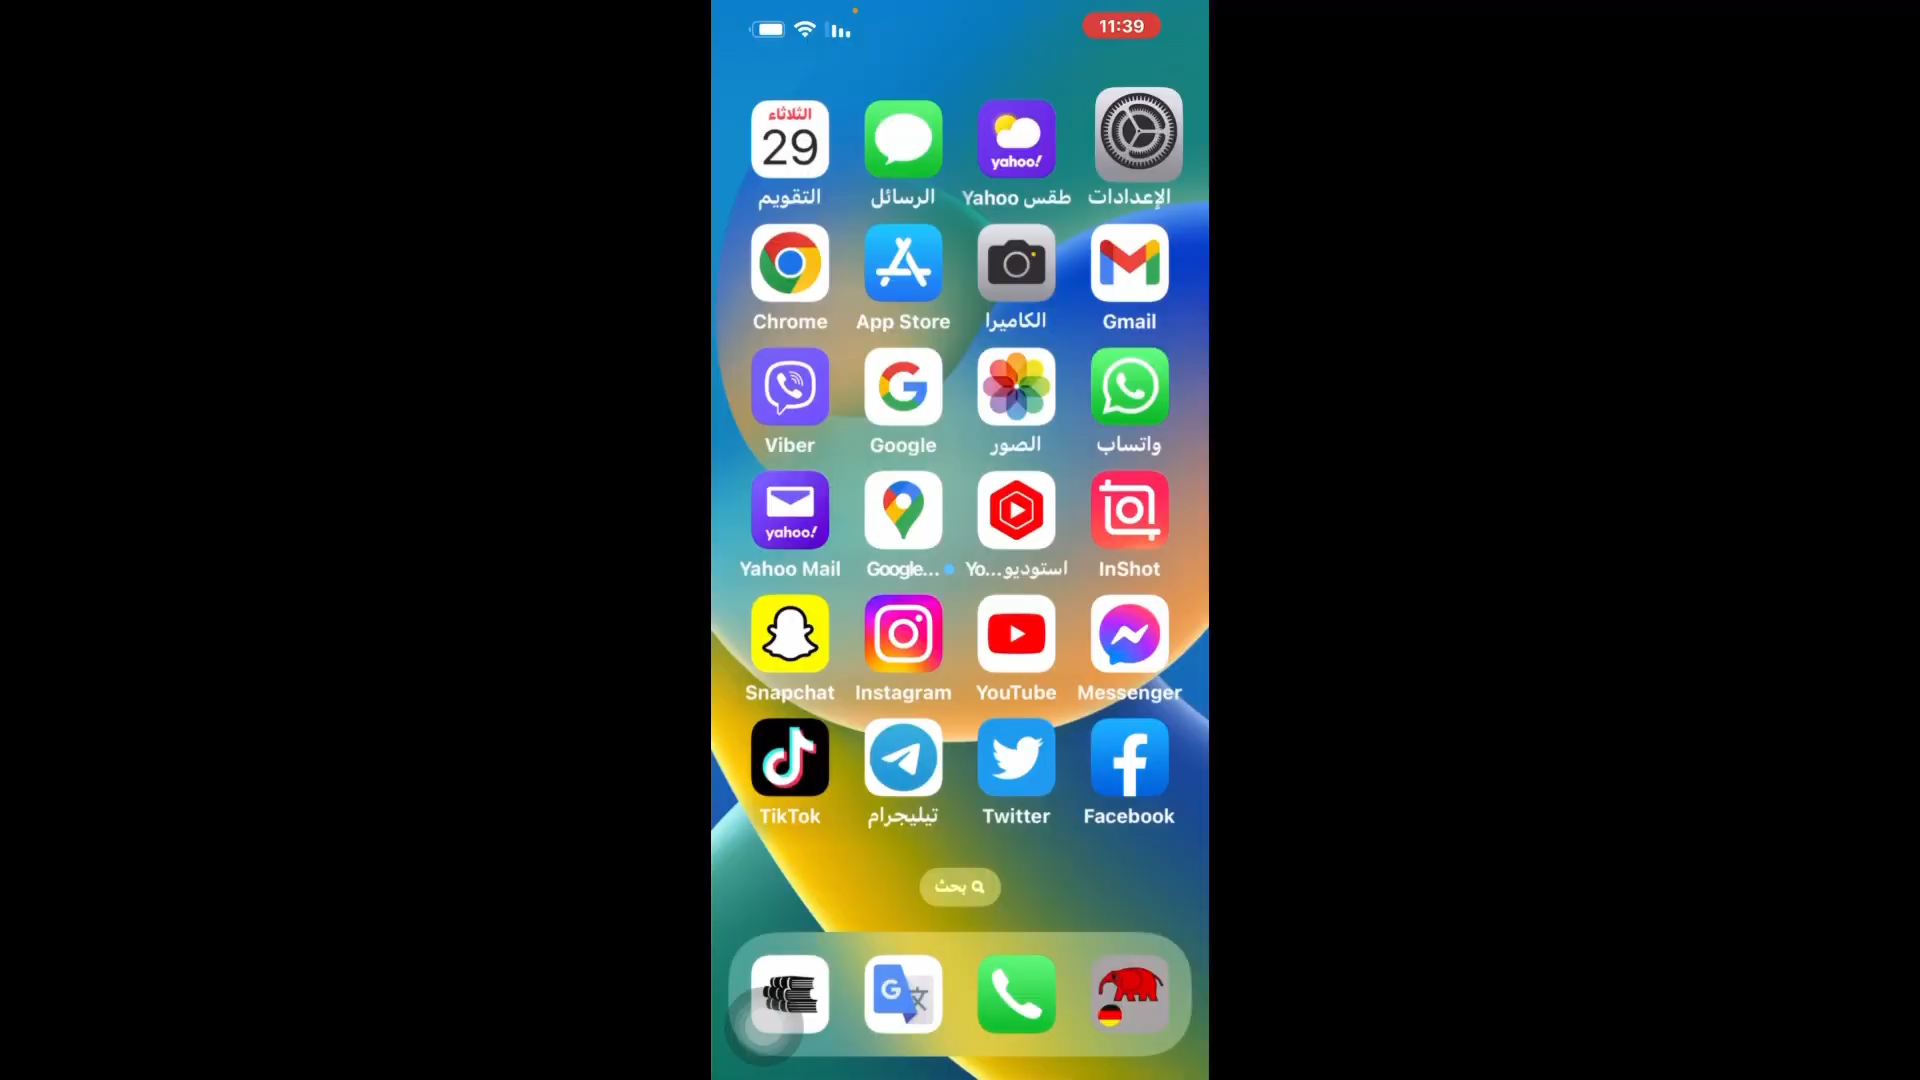 11:39
الثلاثاء
29
yahoo!
الإعدادات
طقس Yahoo
الرسائل
التقويم
Gmail
الكاميرا
App Store
Chrome
واتساب
الصور
Google
Viber
yahoo!
InShot
استوديو...Yo
Google...
Yahoo Mail
Messenger
YouTube
Instagram
Snapchat
Facebook
Twitter
تيليجرام
TikTok
بحث
G
文